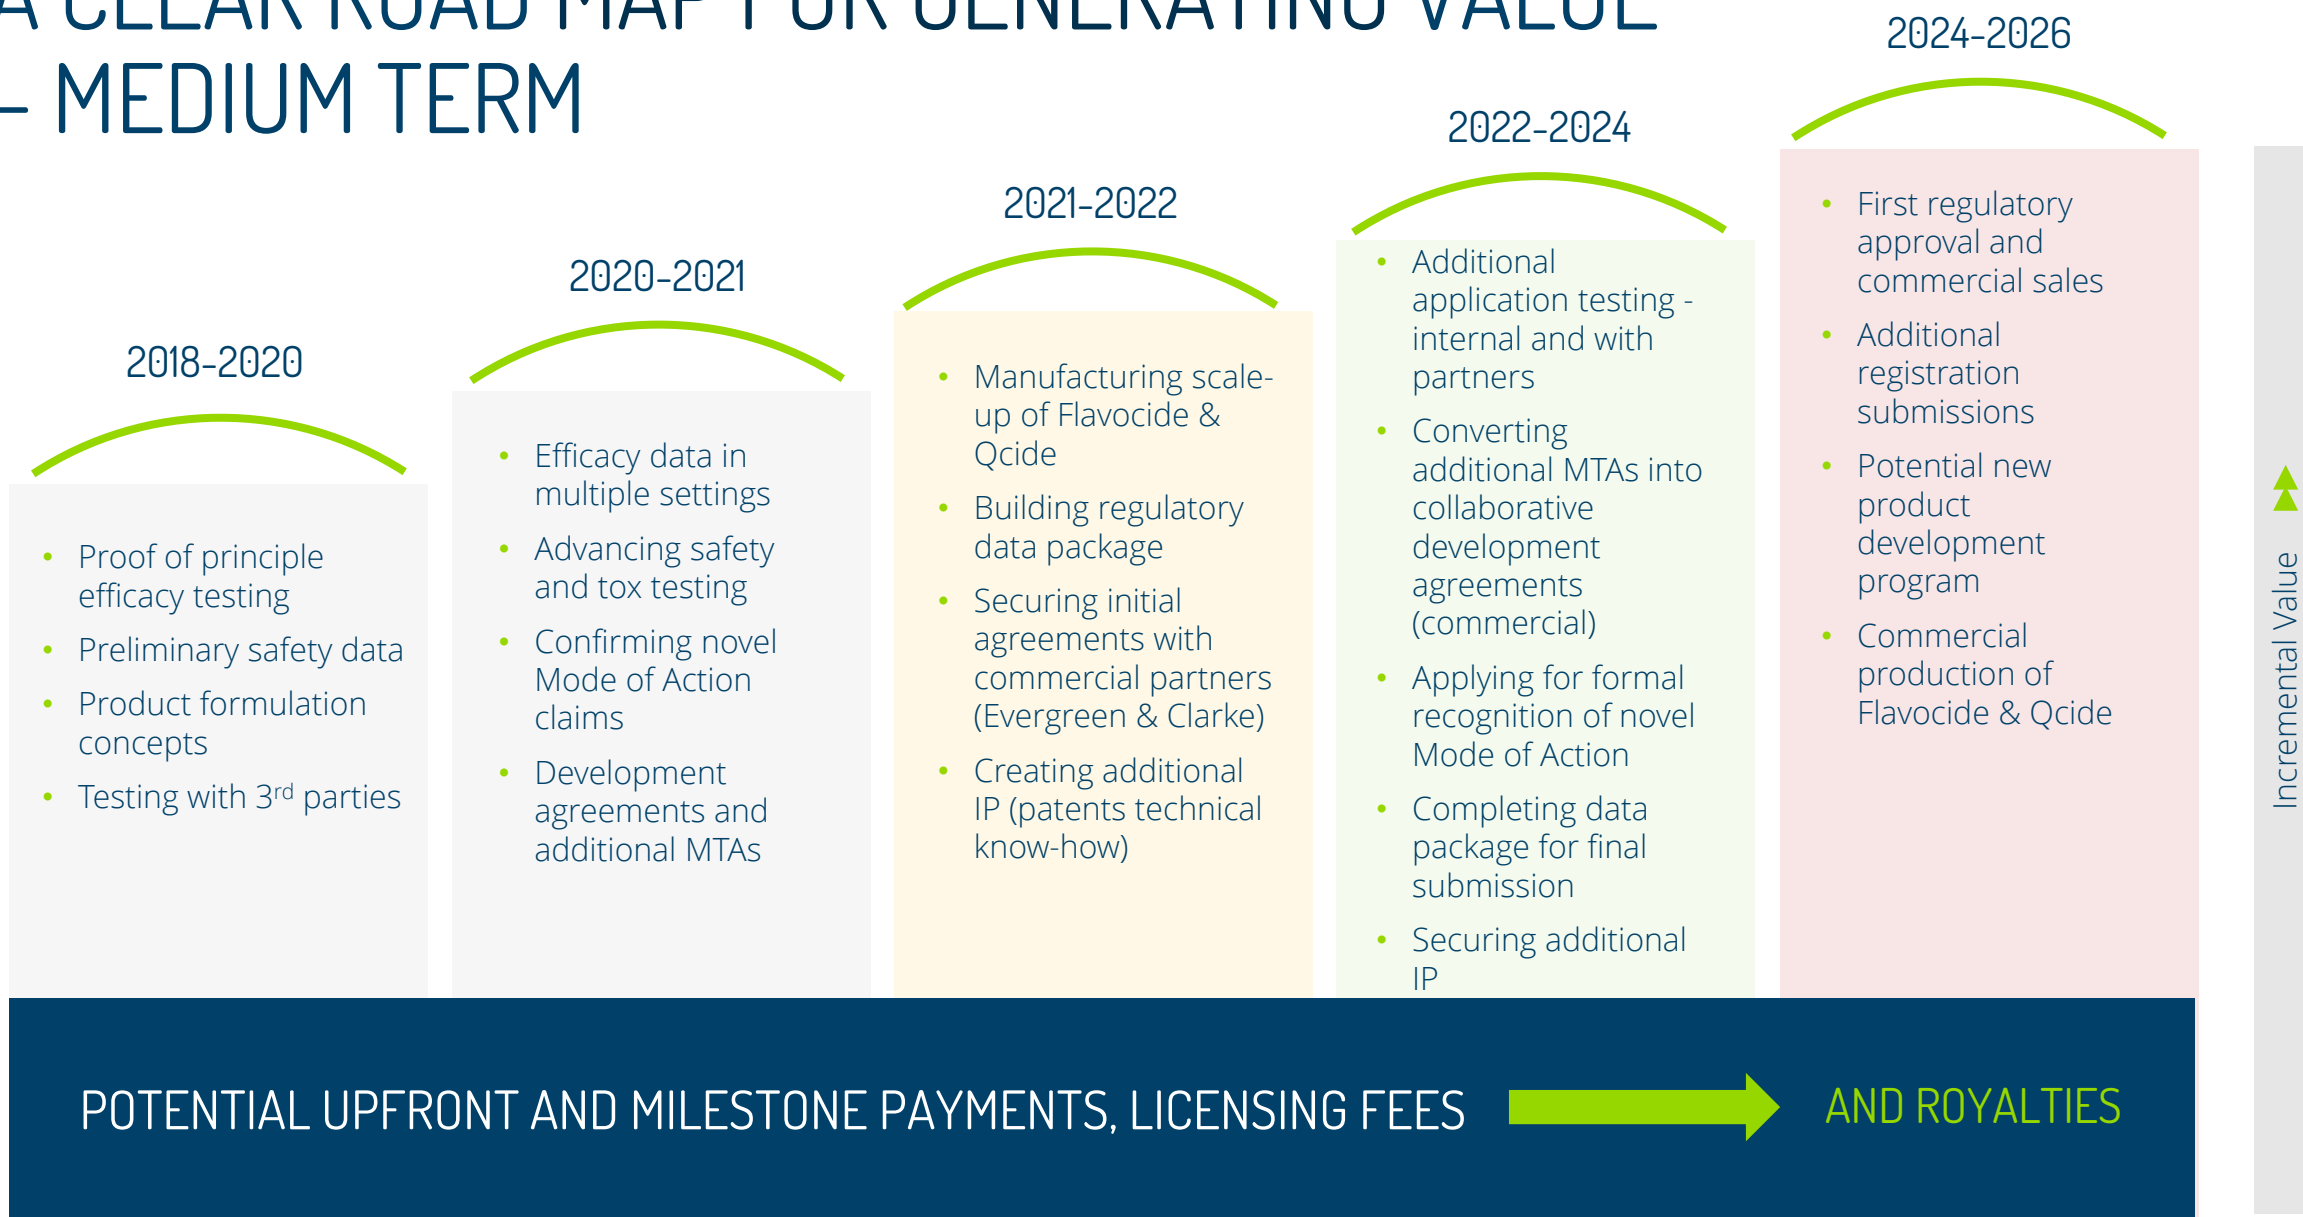 A CLEAR ROAD MAP FOR GENERATING VALUE
– MEDIUM TERM
2018-2020
• Proof of principle
efficacy testing
• Preliminary safety data
• Product formulation
concepts
• Testing with 3rd parties
2020-2021
• Efficacy data in
multiple settings
• Advancing safety
and tox testing
• Confirming novel
Mode of Action
claims
• Development
agreements and
additional MTAs
2021-2022
• Manufacturing scale-
up of Flavocide &
Qcide
• Building regulatory
data package
• Securing initial
agreements with
commercial partners
(Evergreen & Clarke)
• Creating additional
IP (patents technical
know-how)
2022-2024
• Additional
application testing -
internal and with
partners
• Converting
additional MTAs into
collaborative
development
agreements
(commercial)
• Applying for formal
recognition of novel
Mode of Action
• Completing data
package for final
submission
• Securing additional
IP
2024-2026
• First regulatory
approval and
commercial sales
• Additional
registration
submissions
• Potential new
product
development
program
• Commercial
production of
Flavocide & Qcide
Incremental Value
POTENTIAL UPFRONT AND MILESTONE PAYMENTS, LICENSING FEES
AND ROYALTIES